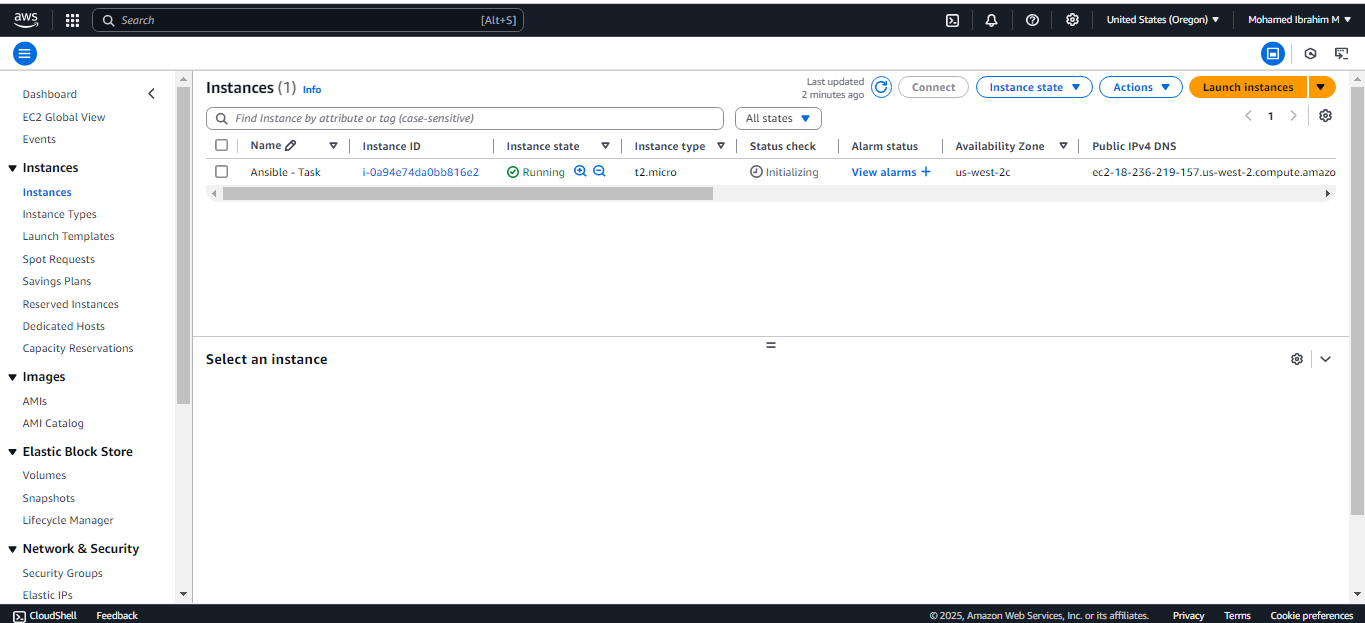 aws
Search [Alt+S]
United States (Oregon)
Mohamed Ibrahim M
Dashboard
EC2 Global View
Events
Instances
Instances
Instance Types
Launch Templates
Spot Requests
Savings Plans
Reserved Instances
Dedicated Hosts
Capacity Reservations
Images
AMIs
AMI Catalog
Elastic Block Store
Volumes
Snapshots
Lifecycle Manager
Network & Security
Security Groups
Elastic IPs
Instances (1) Info
Last updated
2 minutes ago
Connect
Instance state
Actions
Launch instances
Find Instance by attribute or tag (case-sensitive)
All states
1
Name Instance ID Instance state Instance type Status check Alarm status Availability Zone Public IPv4 DNS
Ansible - Task i-0a94e74da0bb816e2 Running t2.micro Initializing View alarms + us-west-2c ec2-18-236-219-157.us-west-2.compute.amazo
Select an instance
CloudShell Feedback © 2025, Amazon Web Services, Inc. or its affiliates. Privacy Terms Cookie preferences